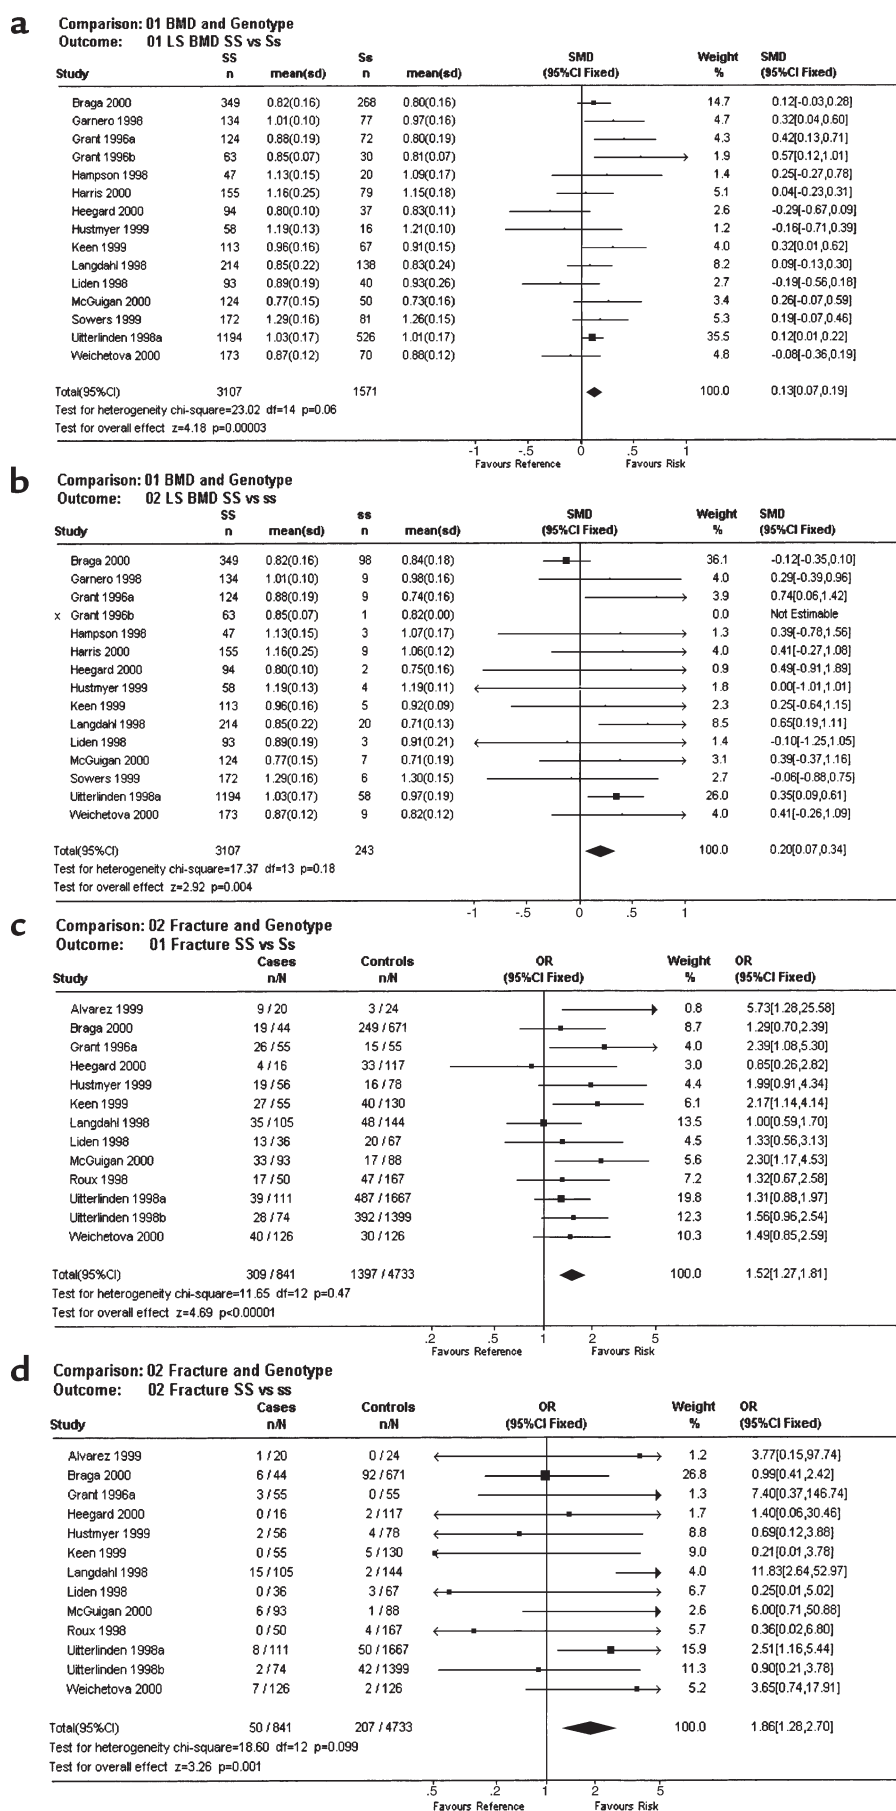 a
Comparison: 01 BMD and Genotype
Outcome: 01 LS BMD SS vs Ss
SS Ss SMD Weight SMD
Study n mean(sd) n mean(sd) (95%CI Fixed) % (95%CI Fixed)
Braga 2000 349 0.82(0.16) 268 0.80(0.16) 14.7 0.12[-0.03,0.28]
Garnero 1998 134 1.01(0.10) 77 0.97(0.16) 4.7 0.32[0.04,0.60]
Grant 1996a 124 0.88(0.19) 72 0.80(0.19) 4.3 0.42[0.13,0.71]
Grant 1996b 63 0.85(0.07) 30 0.81(0.07) 1.9 0.57[0.12,1.01]
Hampson 1998 47 1.13(0.15) 20 1.09(0.17) 1.4 0.25[-0.27,0.78]
Harris 2000 155 1.16(0.25) 79 1.15(0.18) 5.1 0.04[-0.23,0.31]
Heegard 2000 94 0.80(0.10) 37 0.83(0.11) 2.6 -0.29[-0.67,0.09]
Hustmyer 1999 58 1.19(0.13) 16 1.21(0.10) 1.2 -0.16[-0.71,0.39]
Keen 1999 113 0.96(0.16) 67 0.91(0.15) 4.0 0.32[0.01,0.62]
Langdahl 1998 214 0.85(0.22) 138 0.83(0.24) 8.2 0.09[-0.13,0.30]
Liden 1998 93 0.89(0.19) 40 0.93(0.26) 2.7 -0.19[-0.56,0.18]
McGuigan 2000 124 0.77(0.15) 50 0.73(0.16) 3.4 0.26[-0.07,0.59]
Sowers 1999 172 1.29(0.16) 81 1.26(0.15) 5.3 0.19[-0.07,0.46]
Uitterlinden 1998a 1194 1.03(0.17) 526 1.01(0.17) 35.5 0.12[0.01,0.22]
Weichetova 2000 173 0.87(0.12) 70 0.88(0.12) 4.8 -0.08[-0.36,0.19]
Total(95%CI) 3107 1571 100.0 0.13[0.07,0.19]
Test for heterogeneity chi-square=23.02 df=14 p=0.06
Test for overall effect z=4.18 p=0.00003
-1 -.5 0 .5 1
Favours Reference Favours Risk
b
Comparison: 01 BMD and Genotype
Outcome: 02 LS BMD SS vs ss
SS ss SMD Weight SMD
Study n mean(sd) n mean(sd) (95%CI Fixed) % (95%CI Fixed)
Braga 2000 349 0.82(0.16) 98 0.84(0.18) 36.1 -0.12[-0.35,0.10]
Garnero 1998 134 1.01(0.10) 9 0.98(0.16) 4.0 0.29[-0.39,0.96]
Grant 1996a 124 0.88(0.19) 9 0.74(0.16) 3.9 0.74[0.06,1.42]
x Grant 1996b 63 0.85(0.07) 1 0.82(0.00) 0.0 Not Estimable
Hampson 1998 47 1.13(0.15) 3 1.07(0.17) 1.3 0.39[-0.78,1.56]
Harris 2000 155 1.16(0.25) 9 1.06(0.12) 4.0 0.41[-0.27,1.08]
Heegard 2000 94 0.80(0.10) 2 0.75(0.16) 0.9 0.49[-0.91,1.89]
Hustmyer 1999 58 1.19(0.13) 4 1.19(0.11) 1.8 0.00[-1.01,1.01]
Keen 1999 113 0.96(0.16) 5 0.92(0.09) 2.3 0.25[-0.64,1.15]
Langdahl 1998 214 0.85(0.22) 20 0.71(0.13) 8.5 0.65[0.19,1.11]
Liden 1998 93 0.89(0.19) 3 0.91(0.21) 1.4 -0.10[-1.25,1.05]
McGuigan 2000 124 0.77(0.15) 7 0.71(0.19) 3.1 0.39[-0.37,1.16]
Sowers 1999 172 1.29(0.16) 6 1.30(0.15) 2.7 -0.06[-0.88,0.75]
Uitterlinden 1998a 1194 1.03(0.17) 58 0.97(0.19) 26.0 0.35[0.09,0.61]
Weichetova 2000 173 0.87(0.12) 9 0.82(0.12) 4.0 0.41[-0.26,1.09]
Total(95%CI) 3107 243 100.0 0.20[0.07,0.34]
Test for heterogeneity chi-square=17.37 df=13 p=0.18
Test for overall effect z=2.92 p=0.004
-1 -.5 0 .5 1
c
Comparison: 02 Fracture and Genotype
Outcome: 01 Fracture SS vs Ss
Cases Controls OR Weight OR
Study n/N n/N (95%CI Fixed) % (95%CI Fixed)
Alvarez 1999 9 / 20 3 / 24 0.8 5.73[1.28,25.58]
Braga 2000 19 / 44 249 / 671 8.7 1.29[0.70,2.39]
Grant 1996a 26 / 55 15 / 55 4.0 2.39[1.08,5.30]
Heegard 2000 4 / 16 33 / 117 3.0 0.85[0.26,2.82]
Hustmyer 1999 19 / 56 16 / 78 4.4 1.99[0.91,4.34]
Keen 1999 27 / 55 40 / 130 6.1 2.17[1.14,4.14]
Langdahl 1998 35 / 105 48 / 144 13.5 1.00[0.59,1.70]
Liden 1998 13 / 36 20 / 67 4.5 1.33[0.56,3.13]
McGuigan 2000 33 / 93 17 / 88 5.6 2.30[1.17,4.53]
Roux 1998 17 / 50 47 / 167 7.2 1.32[0.67,2.58]
Uitterlinden 1998a 39 / 111 487 / 1667 19.8 1.31[0.88,1.97]
Uitterlinden 1998b 28 / 74 392 / 1399 12.3 1.56[0.96,2.54]
Weichetova 2000 40 / 126 30 / 126 10.3 1.49[0.85,2.59]
Total(95%CI) 309 / 841 1397 / 4733 100.0 1.52[1.27,1.81]
Test for heterogeneity chi-square=11.65 df=12 p=0.47
Test for overall effect z=4.69 p<0.00001
.2 .5 1 2 5
Favours Reference Favours Risk
d
Comparison: 02 Fracture and Genotype
Outcome: 02 Fracture SS vs ss
Cases Controls OR Weight OR
Study n/N n/N (95%CI Fixed) % (95%CI Fixed)
Alvarez 1999 1 / 20 0 / 24 1.2 3.77[0.15,97.74]
Braga 2000 6 / 44 92 / 671 26.8 0.99[0.41,2.42]
Grant 1996a 3 / 55 0 / 55 1.3 7.40[0.37,146.74]
Heegard 2000 0 / 16 2 / 117 1.7 1.40[0.06,30.46]
Hustmyer 1999 2 / 56 4 / 78 8.8 0.69[0.12,3.88]
Keen 1999 0 / 55 5 / 130 9.0 0.21[0.01,3.78]
Langdahl 1998 15 / 105 2 / 144 4.0 11.83[2.64,52.97]
Liden 1998 0 / 36 3 / 67 6.7 0.25[0.01,5.02]
McGuigan 2000 6 / 93 1 / 88 2.6 6.00[0.71,50.88]
Roux 1998 0 / 50 4 / 167 5.7 0.36[0.02,6.80]
Uitterlinden 1998a 8 / 111 50 / 1667 15.9 2.51[1.16,5.44]
Uitterlinden 1998b 2 / 74 42 / 1399 11.3 0.90[0.21,3.78]
Weichetova 2000 7 / 126 2 / 126 5.2 3.65[0.74,17.91]
Total(95%CI) 50 / 841 207 / 4733 100.0 1.86[1.28,2.70]
Test for heterogeneity chi-square=18.60 df=12 p=0.099
Test for overall effect z=3.26 p=0.001
.5 .2 1 2 5
Favours Reference Favours Risk